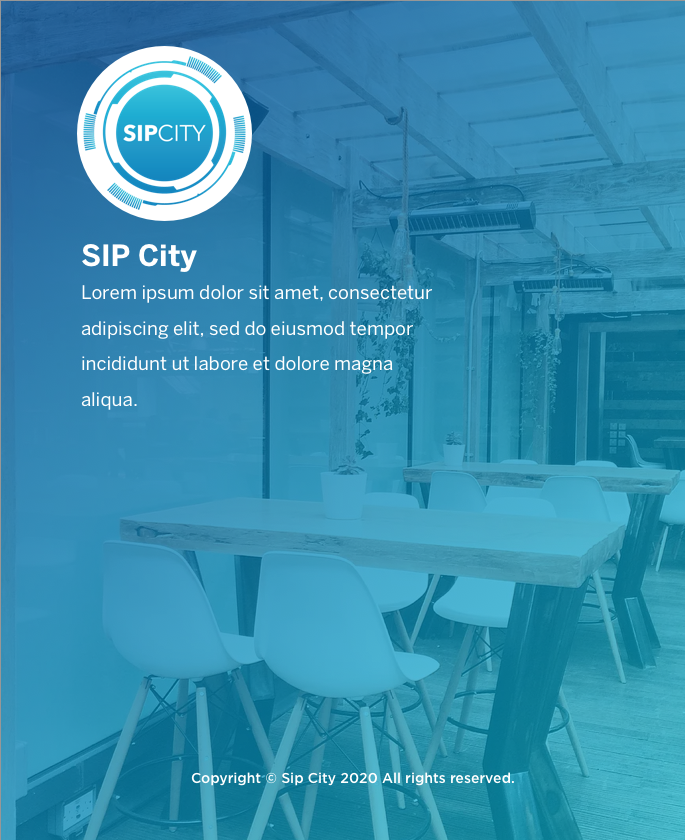 SIPCITY
SIP City
Lorem ipsum dolor sit amet, consectetur
adipiscing elit, sed do eiusmod tempor
incididunt ut labore et dolore magna
aliqua.
Copyright © Sip City 2020 All rights reserved.